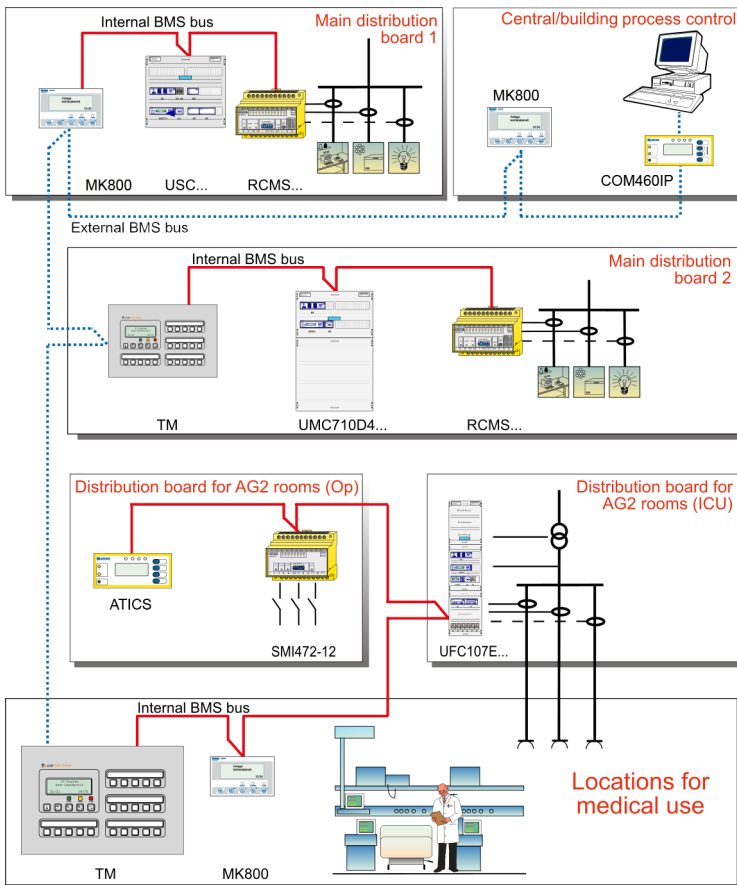 Internal BMS bus
Main distribution
board 1
Central/building process control
MK800
MK800
USC...
RCMS...
COM460IP
External BMS bus
Internal BMS bus
Main distribution
board 2
TM
UMC710D4...
RCMS...
Distribution board for AG2 rooms (Op)
Distribution board for
AG2 rooms (ICU)
ATICS
SMI472-12
UFC107E...
Internal BMS bus
Locations for
medical use
TM
MK800